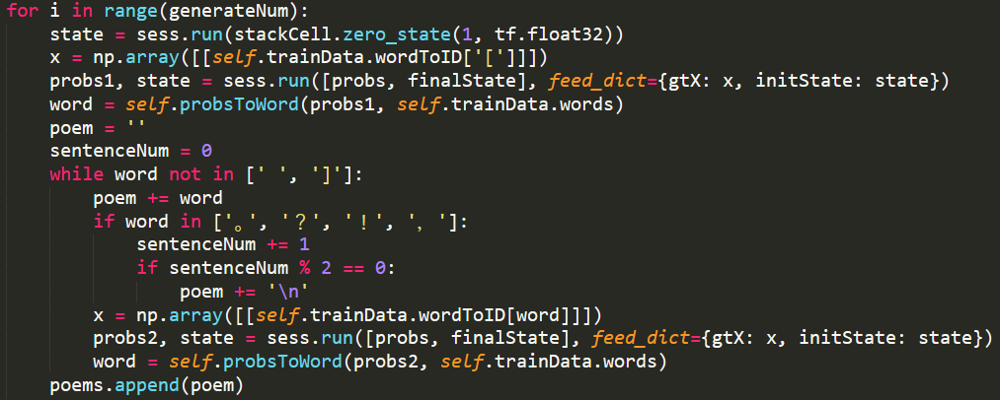 for i in range(generateNum):
    state = sess.run(stackCell.zero_state(1, tf.float32))
    x = np.array([[self.trainData.wordToID['[']]])
    probs1, state = sess.run([probs, finalState], feed_dict={gtX: x, initState: state})
    word = self.probsToWord(probs1, self.trainData.words)
    poem = ''
    sentenceNum = 0
    while word not in [' ', ']']:
        poem += word
        if word in ['。', '？', '！', '，']:
            sentenceNum += 1
            if sentenceNum % 2 == 0:
                poem += '\n'
        x = np.array([[self.trainData.wordToID[word]]])
        probs2, state = sess.run([probs, finalState], feed_dict={gtX: x, initState: state})
        word = self.probsToWord(probs2, self.trainData.words)
    poems.append(poem)